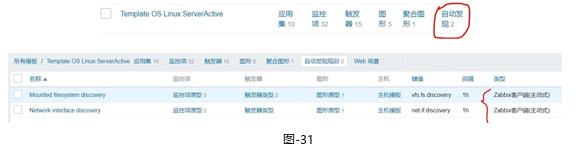 Template OS Linux ServerActive 应用集 10 监控项 32 触发器 15 图形 5 聚合图形 1 自动发现 2
所有模板 / Template OS Linux ServerActive 应用集 10 监控项 32 触发器 15 图形 5 聚合图形 1 自动发现规则 2 Web 场景
名称 监控项 触发器 图形 主机 键值 间隔 类型
Mounted filesystem discovery 监控项原型 5 触发器类型 2 图形原型 1 主机模板 vfs.fs.discovery 1h Zabbix客户端(主动式)
Network interface discovery 监控项原型 2 触发器类型 图形原型 1 主机模板 net.if.discovery 1h Zabbix客户端(主动式)
图-31